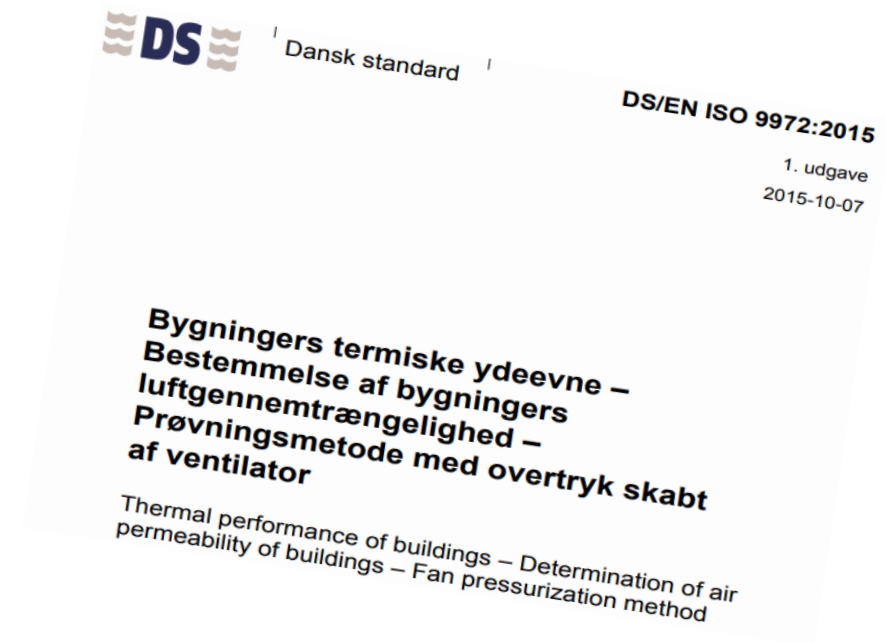 DS
Dansk standard
DS/EN ISO 9972:2015
1. udgave
2015-10-07
Bygningers termiske ydeevne –
Bestemmelse af bygningers
luftgennemtrængelighed –
Prøvningsmetode med overtryk skabt
af ventilator
Thermal performance of buildings – Determination of air
permeability of buildings – Fan pressurization method